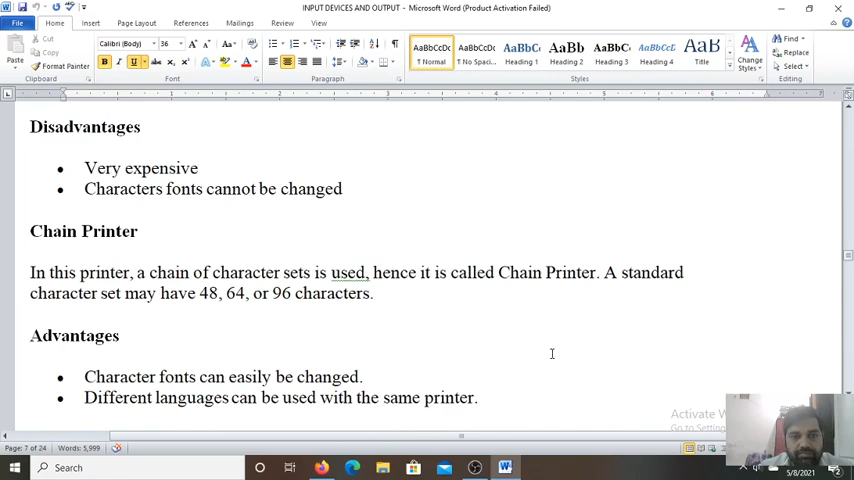 INPUT DEVICES AND OUTPUT - Microsoft Word (Product Activation Failed)
File Home Insert Page Layout References Mailings Review View
Cut
Copy
Paste
Format Painter
Calibri (Body) 36
AaBbCcDc AaBbCcDc AaBbCc AaBb AaBbCc AaBbCcD AaB
¶ Normal ¶ No Spaci... Heading 1 Heading 2 Heading 3 Heading 4 Title
Change Styles
Find
Replace
Select
Clipboard Font Paragraph Styles Editing
Disadvantages
• Very expensive
• Characters fonts cannot be changed
Chain Printer
In this printer, a chain of character sets is used, hence it is called Chain Printer. A standard
character set may have 48, 64, or 96 characters.
Advantages
• Character fonts can easily be changed.
• Different languages can be used with the same printer.
Activate W
Go to Setting
Page: 7 of 24 Words: 5,999
Search
5/8/2021